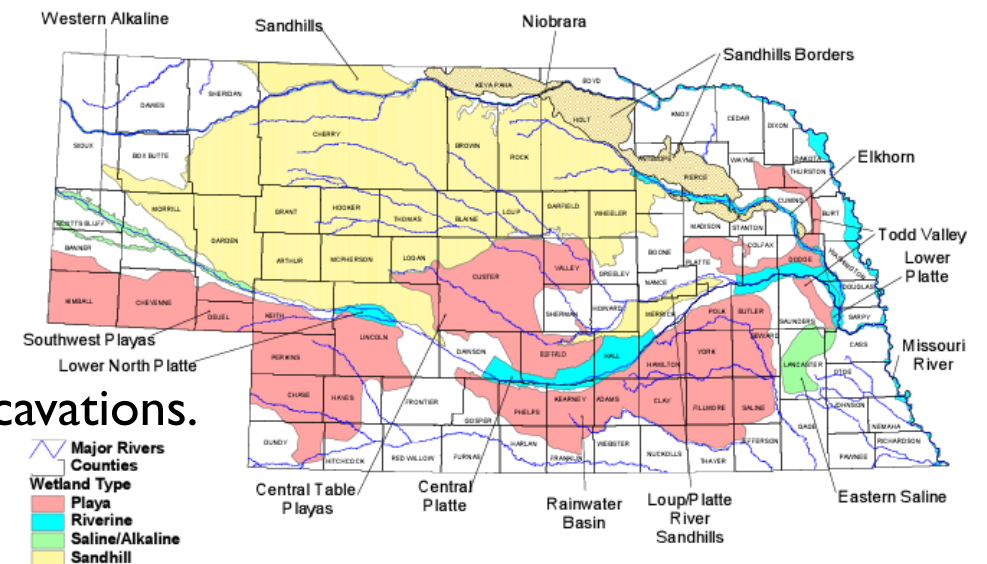 Western Alkaline
Sandhills
Niobrara
Sandhills Borders
KEYA PAHA
BOYD
SHERIDAN
DAWES
HOLT
KNOX
CEDAR
DIXON
CHERRY
SIOUX
BOX BUTTE
BROWN
ROCK
ANTELOPE
PIERCE
WAYNE
DAKOTA
THURSTON
Elkhorn
MORRILL
GRANT
HOOKER
THOMAS
BLAINE
LOUP
GARFIELD
WHEELER
CUMING
BURT
SCOTTS BLUFF
MADISON
STANTON
BANNER
GARDEN
ARTHUR
MCPHERSON
LOGAN
CUSTER
VALLEY
GREELEY
BOONE
PLATTE
COLFAX
DODGE
WASHINGTON
Todd Valley
Lower
Platte
KIMBALL
CHEYENNE
DEUEL
KEITH
LINCOLN
SHERMAN
HOWARD
NANCE
MERRICK
POLK
BUTLER
SAUNDERS
DOUGLAS
SARPY
Southwest Playas
Lower North Platte
PERKINS
DAWSON
BUFFALO
HALL
HAMILTON
YORK
SEWARD
LANCASTER
CASS
OTOE
Missouri
River
cavations.
CHASE
HAYES
FRONTIER
GOSPER
PHELPS
KEARNEY
ADAMS
CLAY
FILLMORE
SALINE
GAGE
JOHNSON
NEMAHA
DUNDY
HITCHCOCK
RED WILLOW
FURNAS
HARLAN
FRANKLIN
WEBSTER
NUCKOLLS
THAYER
JEFFERSON
PAWNEE
RICHARDSON
Major Rivers
Counties
Wetland Type
Playa
Riverine
Saline/Alkaline
Sandhill
Central Table
Playas
Central
Platte
Rainwater
Basin
Loup/Platte
River
Sandhills
Eastern Saline